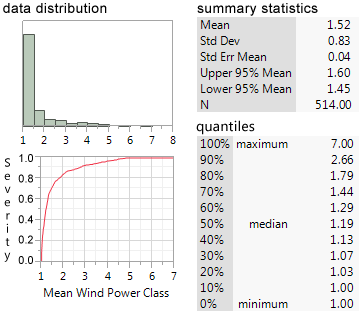 data distribution
1 2 3 4 5 6 7 8
Severity
1.0
0.8
0.6
0.4
0.2
0.0
1 2 3 4 5 6 7
Mean Wind Power Class
summary statistics
Mean 1.52
Std Dev 0.83
Std Err Mean 0.04
Upper 95% Mean 1.60
Lower 95% Mean 1.45
N 514.00
quantiles
100% maximum 7.00
90% 2.66
80% 1.79
70% 1.44
60% 1.29
50% median 1.19
40% 1.13
30% 1.07
20% 1.03
10% 1.00
0% minimum 1.00